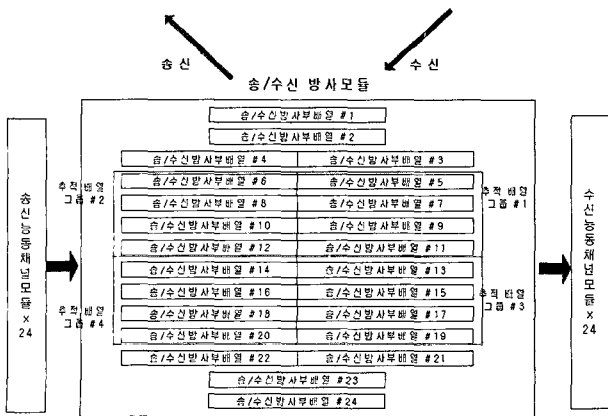 송신
수신
송/수신 방사모듈
송/수신방사부배열 #1
송/수신방사부배열 #2
송/수신방사부배열 #4
송/수신방사부배열 #3
송/수신방사부배열 #6
송/수신방사부배열 #5
송/수신방사부배열 #8
송/수신방사부배열 #7
송/수신방사부배열 #10
송/수신방사부배열 #9
송/수신방사부배열 #12
송/수신방사부배열 #11
송/수신방사부배열 #14
송/수신방사부배열 #13
송/수신방사부배열 #16
송/수신방사부배열 #15
송/수신방사부배열 #18
송/수신방사부배열 #17
송/수신방사부배열 #20
송/수신방사부배열 #19
송/수신방사부배열 #22
송/수신방사부배열 #21
송/수신방사부배열 #23
송/수신방사부배열 #24
추적 배열
그룹 #2
추적 배열
그룹 #1
추적 배열
그룹 #4
추적 배열
그룹 #3
송신능동채널모듈 x 24
수신능동채널모듈 x 24